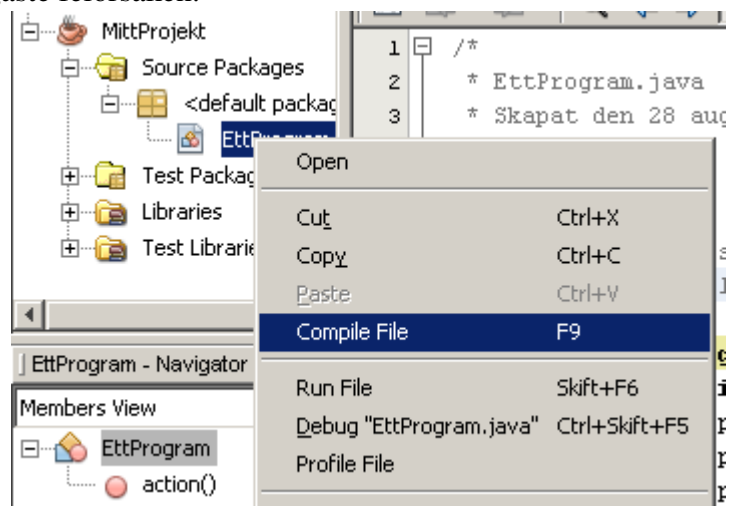 MittProjekt
Source Packages
<default packag
EttProgram
Test Packag
Libraries
Test Librarie
1 /*
2 * EttProgram.java
3 * Skapat den 28 aug
Open
Cut Ctrl+X
Copy Ctrl+C
Paste Ctrl+V
Compile File F9
Run File Skift+F6
Debug "EttProgram.java" Ctrl+Skift+F5
Profile File
EttProgram - Navigator
Members View
EttProgram
action()